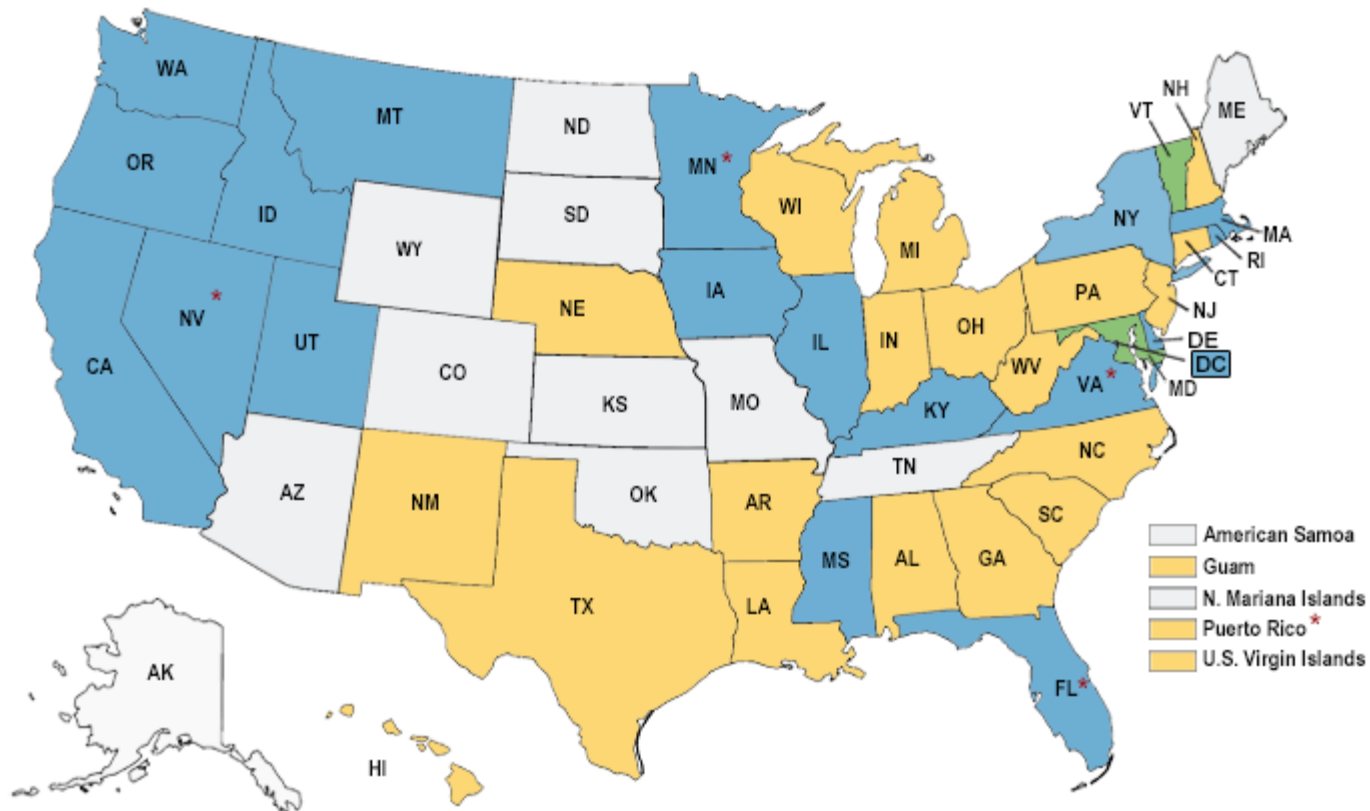 WA
MT
ND
MN *
VT
NH
ME
OR
ID
SD
WI
NY
MA
WY
MI
RI
CT
IA
PA
NE
NJ
NV *
UT
IL
IN
OH
DE
CA
CO
WV
DC
VA *
MD
KS
MO
KY
TN
NC
AZ
NM
OK
AR
SC
MS
AL
GA
American Samoa
Guam
TX
LA
N. Mariana Islands
Puerto Rico *
U.S. Virgin Islands
AK
FL *
HI